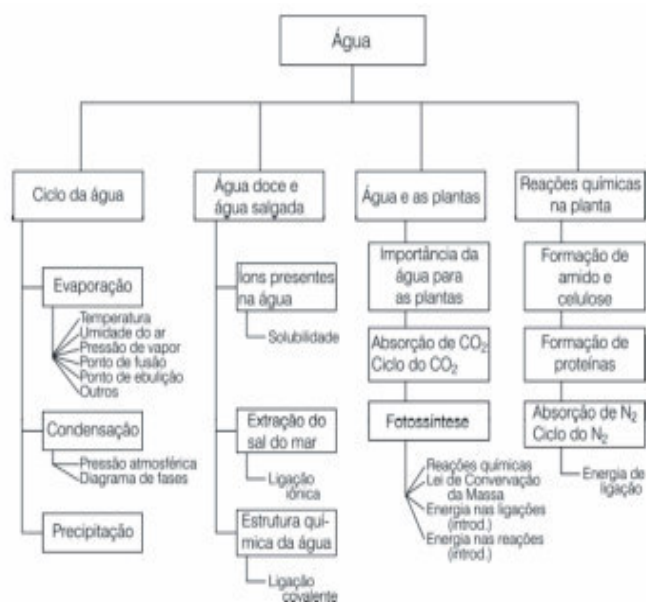 Água
Ciclo da água
Evaporação
Temperatura
Umidade do ar
Pressão de vapor
Ponto de fusão
Ponto de ebulição
Outros
Condensação
Pressão atmosférica
Diagrama de fases
Precipitação
Água doce e
água salgada
Íons presentes
na água
Solubilidade
Extração do
sal do mar
Ligação
iônica
Estrutura quí-
mica da água
Ligação
covalente
Água e as plantas
Importância da
água para
as plantas
Absorção de CO₂
Ciclo do CO₂
Fotossíntese
Reações químicas
Lei de Convervação
da Massa
Energia nas ligações
(introd.)
Energia nas reações
(introd.)
Reações químicas
na planta
Formação de
amido e
celulose
Formação de
proteínas
Absorção de N₂
Ciclo do N₂
Energia de
ligação